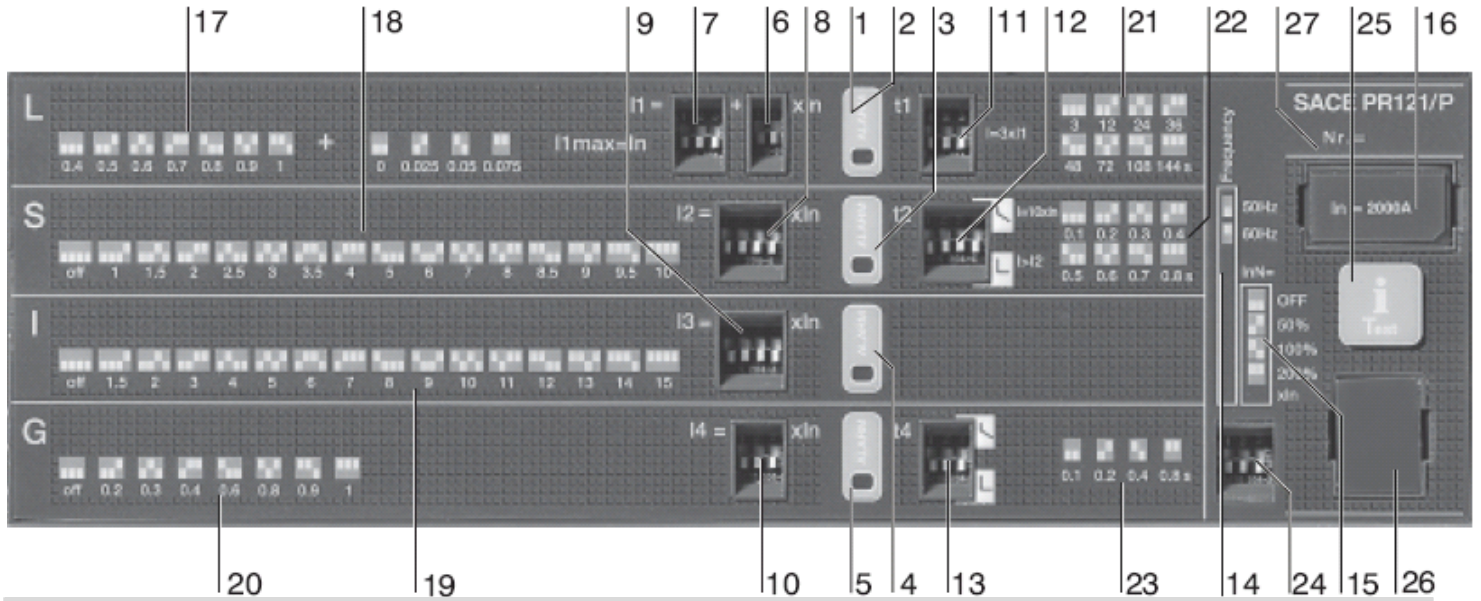 17 18 9 7 6 8 1 2 3 11 12 21 22 27 25 16
L I1 = + xIn ALARM t1 SACE PR121/P
3 12 24 36 Nr.=
+ I1max=In I=3xI1 Frequency
0.4 0.5 0.6 0.7 0.8 0.9 1 0 0.025 0.05 0.075 48 72 108 144s
S I2 = xIn ALARM t2 I=10xIn 50Hz In = 2000A
0.1 0.2 0.3 0.4 60Hz
I>I2
off 1 1.5 2 2.5 3 3.5 4 5 6 7 8 8.5 9 9.5 10 0.5 0.6 0.7 0.8s InN=
I I3 = xIn ALARM OFF i
50% Test
100%
off 1.5 2 3 4 5 6 7 8 9 10 11 12 13 14 15 200%
xIn
G I4 = xIn ALARM t4
off 0.2 0.3 0.4 0.6 0.8 0.9 1 0.1 0.2 0.4 0.8s
20 19 10 5 4 13 23 14 24 15 26